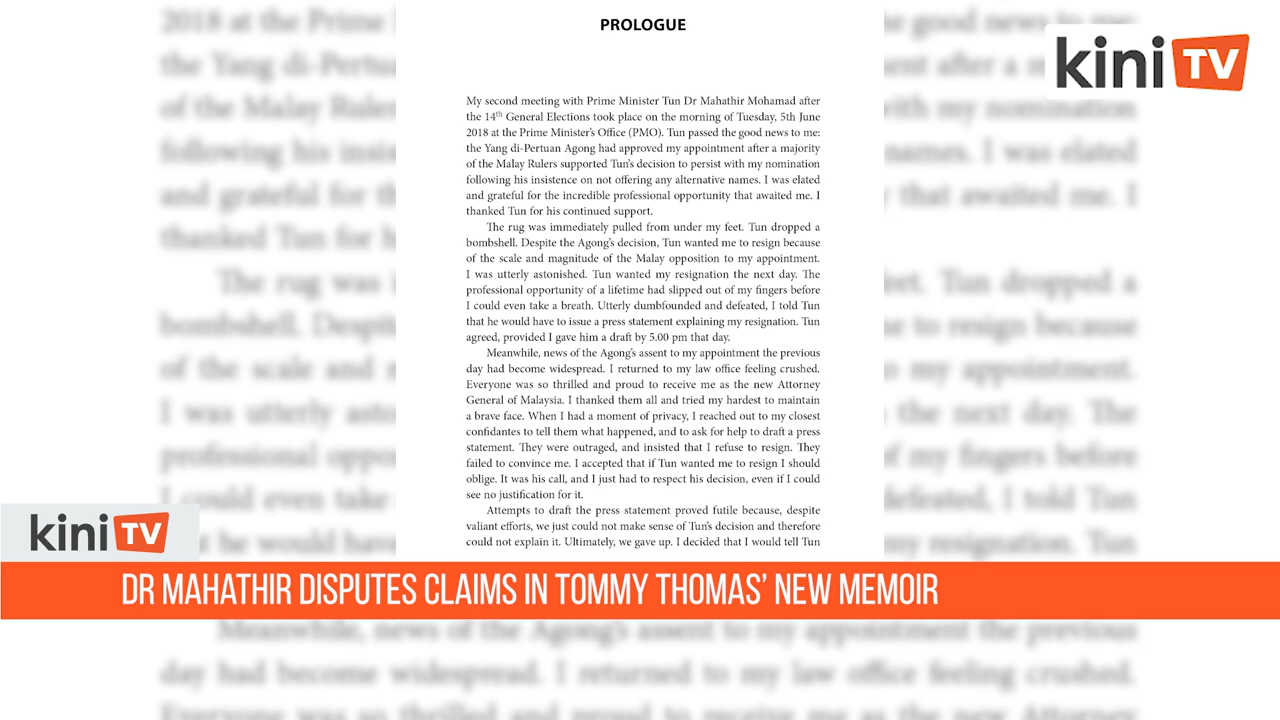 PROLOGUE
kini TV
My second meeting with Prime Minister Tun Dr Mahathir Mohamad after
the 14th General Elections took place on the morning of Tuesday, 5th June
2018 at the Prime Minister's Office (PMO). Tun passed the good news to me:
the Yang di-Pertuan Agong had approved my appointment after a majority
of the Malay Rulers supported Tun's decision to persist with my nomination
following his insistence on not offering any alternative names. I was elated
and grateful for the incredible professional opportunity that awaited me. I
thanked Tun for his continued support.
The rug was immediately pulled from under my feet. Tun dropped a
bombshell. Despite the Agong's decision, Tun wanted me to resign because
of the scale and magnitude of the Malay opposition to my appointment.
I was utterly astonished. Tun wanted my resignation the next day. The
professional opportunity of a lifetime had slipped out of my fingers before
I could even take a breath. Utterly dumbfounded and defeated, I told Tun
that he would have to issue a press statement explaining my resignation. Tun
agreed, provided I gave him a draft by 5.00 pm that day.
Meanwhile, news of the Agong's assent to my appointment the previous
day had become widespread. I returned to my law office feeling crushed.
Everyone was so thrilled and proud to receive me as the new Attorney
General of Malaysia. I thanked them all and tried my hardest to maintain
a brave face. When I had a moment of privacy, I reached out to my closest
confidantes to tell them what happened, and to ask for help to draft a press
statement. They were outraged, and insisted that I refuse to resign. They
failed to convince me. I accepted that if Tun wanted me to resign I should
oblige. It was his call, and I just had to respect his decision, even if I could
see no justification for it.
Attempts to draft the press statement proved futile because, despite
valiant efforts, we just could not make sense of Tun's decision and therefore
could not explain it. Ultimately, we gave up. I decided that I would tell Tun
kini TV
DR MAHATHIR DISPUTES CLAIMS IN TOMMY THOMAS' NEW MEMOIR